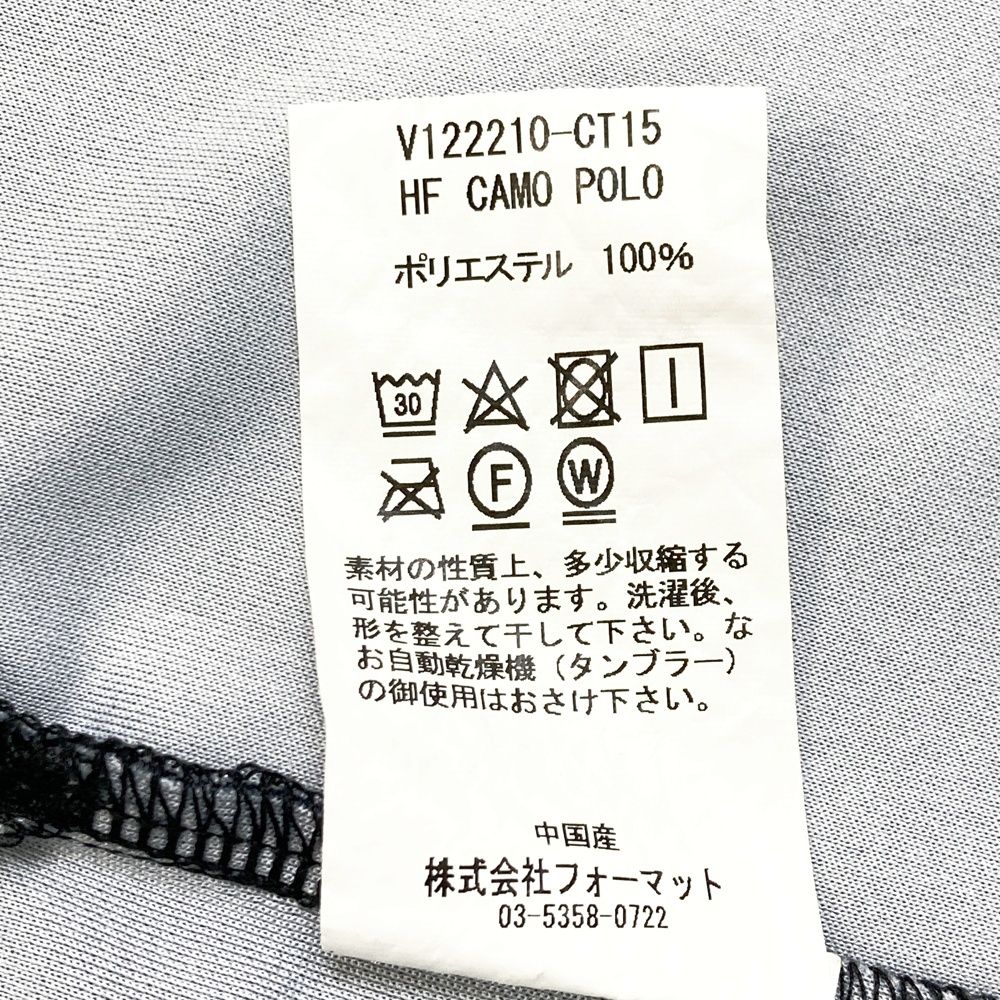 V122210-CT15
HF CAMO POLO
ポリエステル 100%
30
F W
素材の性質上、多少収縮する
可能性があります。洗濯後、
形を整えて干して下さい。な
お自動乾燥機（タンブラー）
の御使用はおさけ下さい。
中国産
株式会社フォーマット
03-5358-0722